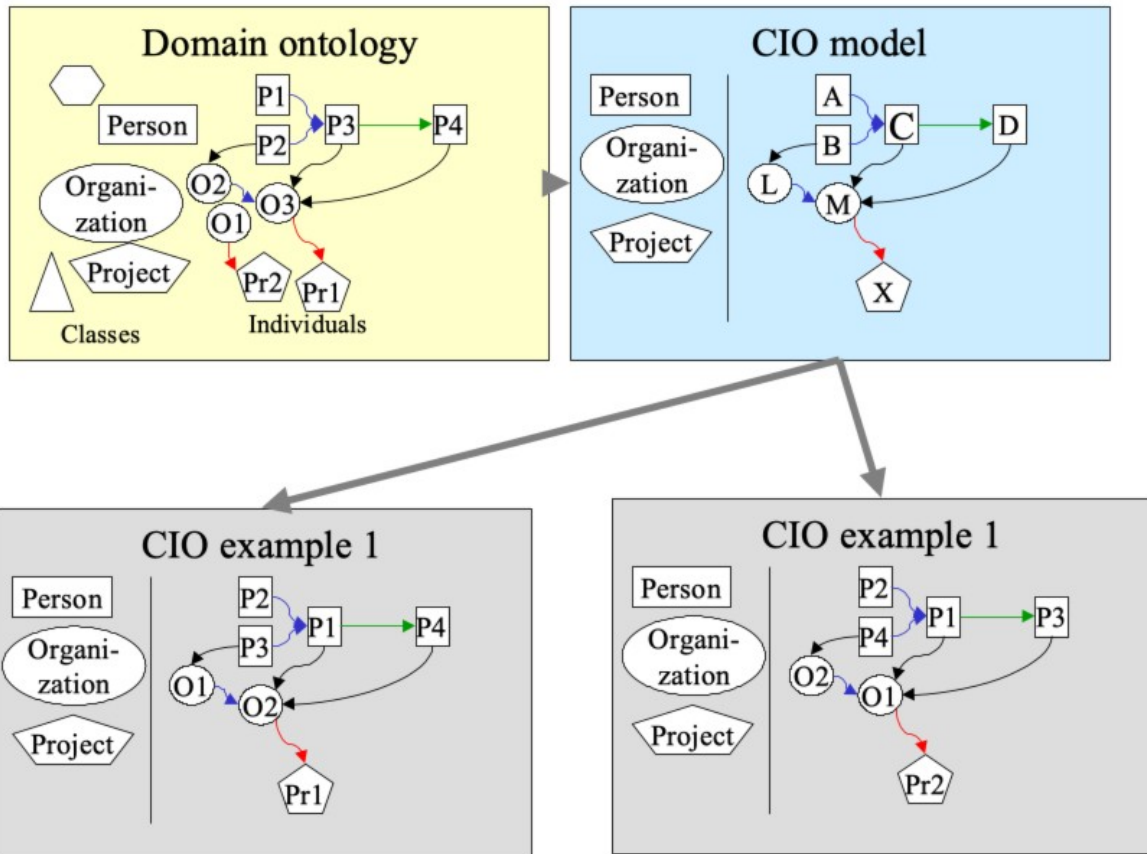 Domain ontology
Person
Organi-
zation
Project
Classes
P1
P2
P3
P4
O2
O1
O3
Pr2
Pr1
Individuals
CIO model
Person
Organi-
zation
Project
A
B
C
D
L
M
X
CIO example 1
Person
Organi-
zation
Project
P2
P3
P1
P4
O1
O2
Pr1
CIO example 1
Person
Organi-
zation
Project
P2
P4
P1
P3
O2
O1
Pr2